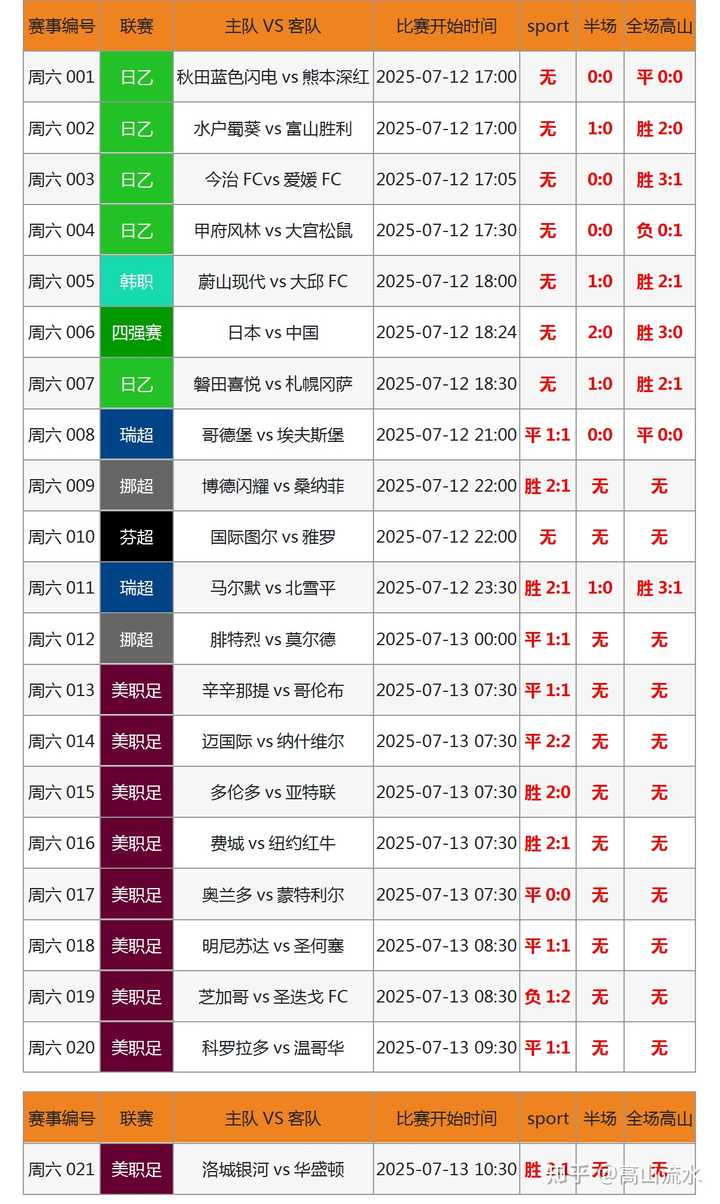 赛事编号 联赛 主队 VS 客队 比赛开始时间 sport 半场 全场高山
周六 001 日乙 秋田蓝色闪电 vs 熊本深红 2025-07-12 17:00 无 0:0 平 0:0
周六 002 日乙 水户蜀葵 vs 富山胜利 2025-07-12 17:00 无 1:0 胜 2:0
周六 003 日乙 今治 FCvs 爱媛 FC 2025-07-12 17:05 无 0:0 胜 3:1
周六 004 日乙 甲府风林 vs 大宫松鼠 2025-07-12 17:30 无 0:0 负 0:1
周六 005 韩职 蔚山现代 vs 大邱 FC 2025-07-12 18:00 无 1:0 胜 2:1
周六 006 四强赛 日本 vs 中国 2025-07-12 18:24 无 2:0 胜 3:0
周六 007 日乙 磐田喜悦 vs 札幌冈萨 2025-07-12 18:30 无 1:0 胜 2:1
周六 008 瑞超 哥德堡 vs 埃夫斯堡 2025-07-12 21:00 平 1:1 0:0 平 0:0
周六 009 挪超 博德闪耀 vs 桑纳菲 2025-07-12 22:00 胜 2:1 无 无
周六 010 芬超 国际图尔 vs 雅罗 2025-07-12 22:00 无 无 无
周六 011 瑞超 马尔默 vs 北雪平 2025-07-12 23:30 胜 2:1 1:0 胜 3:1
周六 012 挪超 腓特烈 vs 莫尔德 2025-07-13 00:00 平 1:1 无 无
周六 013 美职足 辛辛那提 vs 哥伦布 2025-07-13 07:30 平 1:1 无 无
周六 014 美职足 迈国际 vs 纳什维尔 2025-07-13 07:30 平 2:2 无 无
周六 015 美职足 多伦多 vs 亚特联 2025-07-13 07:30 胜 2:0 无 无
周六 016 美职足 费城 vs 纽约红牛 2025-07-13 07:30 胜 2:1 无 无
周六 017 美职足 奥兰多 vs 蒙特利尔 2025-07-13 07:30 平 0:0 无 无
周六 018 美职足 明尼苏达 vs 圣何塞 2025-07-13 08:30 平 1:1 无 无
周六 019 美职足 芝加哥 vs 圣迭戈 FC 2025-07-13 08:30 负 1:2 无 无
周六 020 美职足 科罗拉多 vs 温哥华 2025-07-13 09:30 平 1:1 无 无
赛事编号 联赛 主队 VS 客队 比赛开始时间 sport 半场 全场高山
周六 021 美职足 洛城银河 vs 华盛顿 2025-07-13 10:30 胜 无 无
知乎 @高山流水